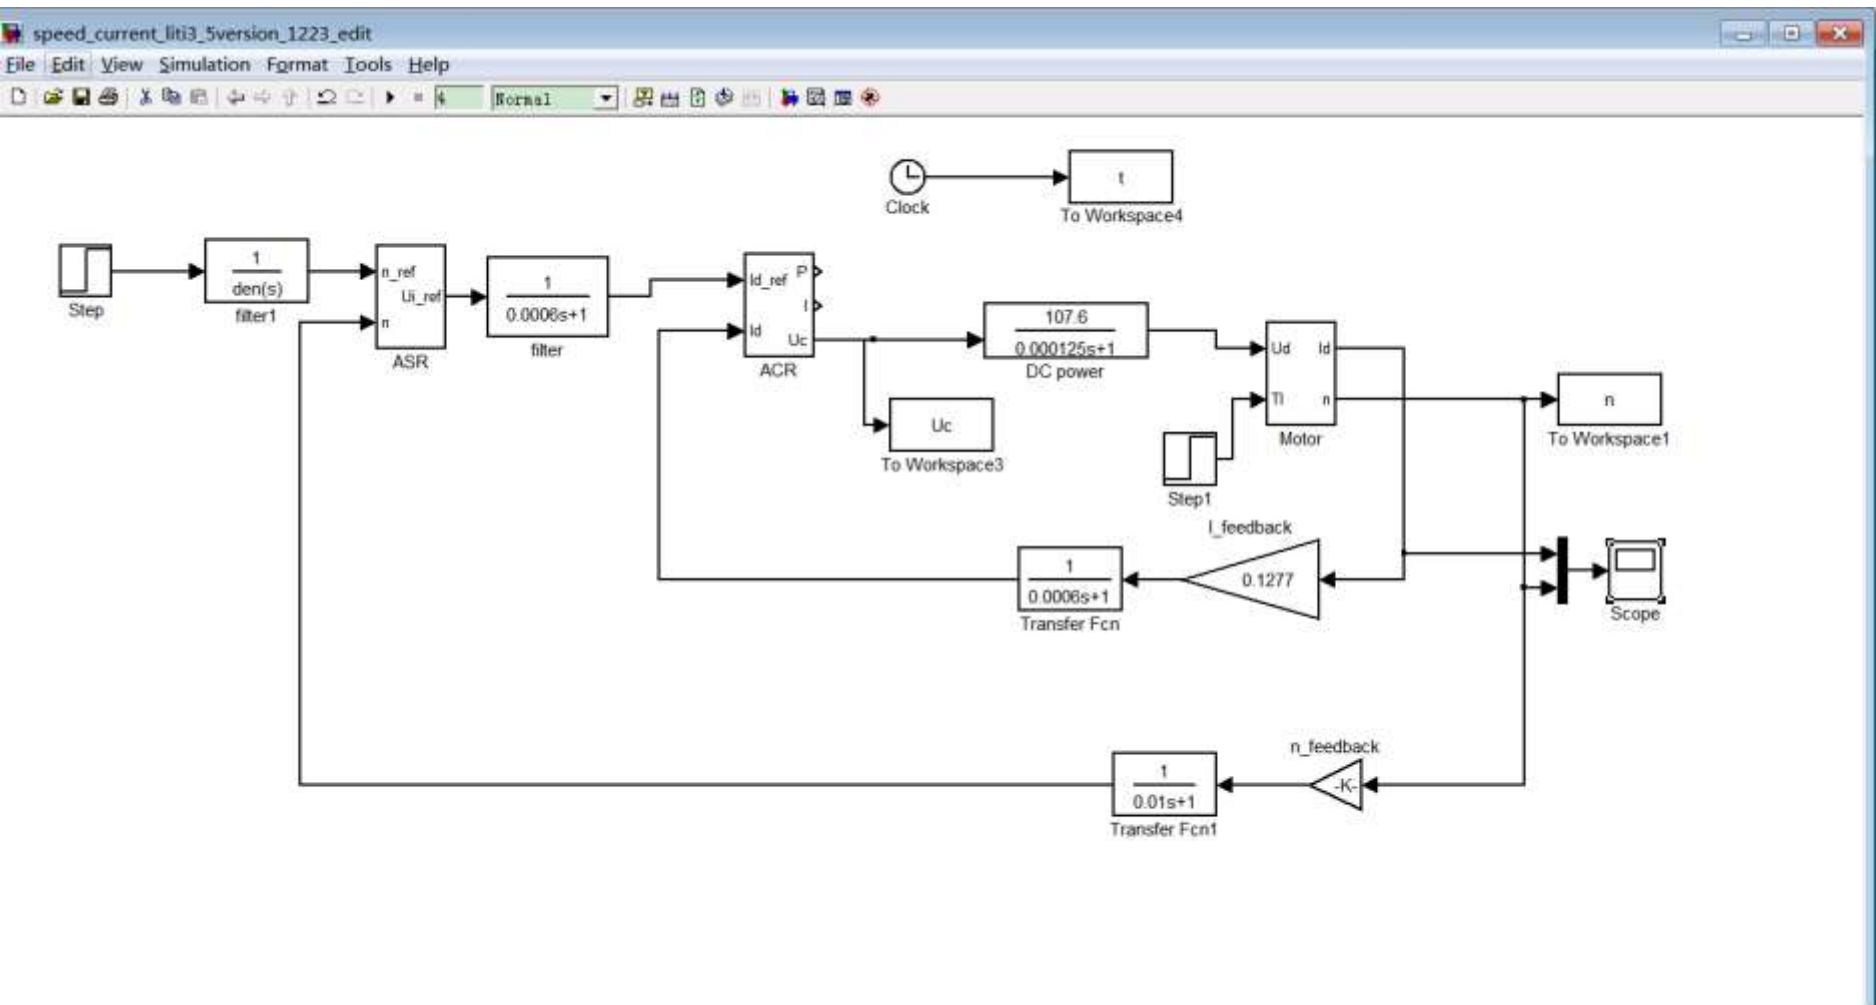 speed_current_liti3_5version_1223_edit
File Edit View Simulation Format Tools Help
4 Normal
t
Clock
To Workspace4
1
den(s)
Step
filter1
n_ref
Ui_ref
n
ASR
1
0.0006s+1
filter
Id_ref
P
I
Id
Uc
ACR
107.6
0.000125s+1
DC power
Ud Id
Tl n
Motor
n
To Workspace1
Uc
To Workspace3
Step1
I_feedback
1
0.0006s+1
Transfer Fcn
0.1277
Scope
n_feedback
1
0.01s+1
Transfer Fcn1
-K-